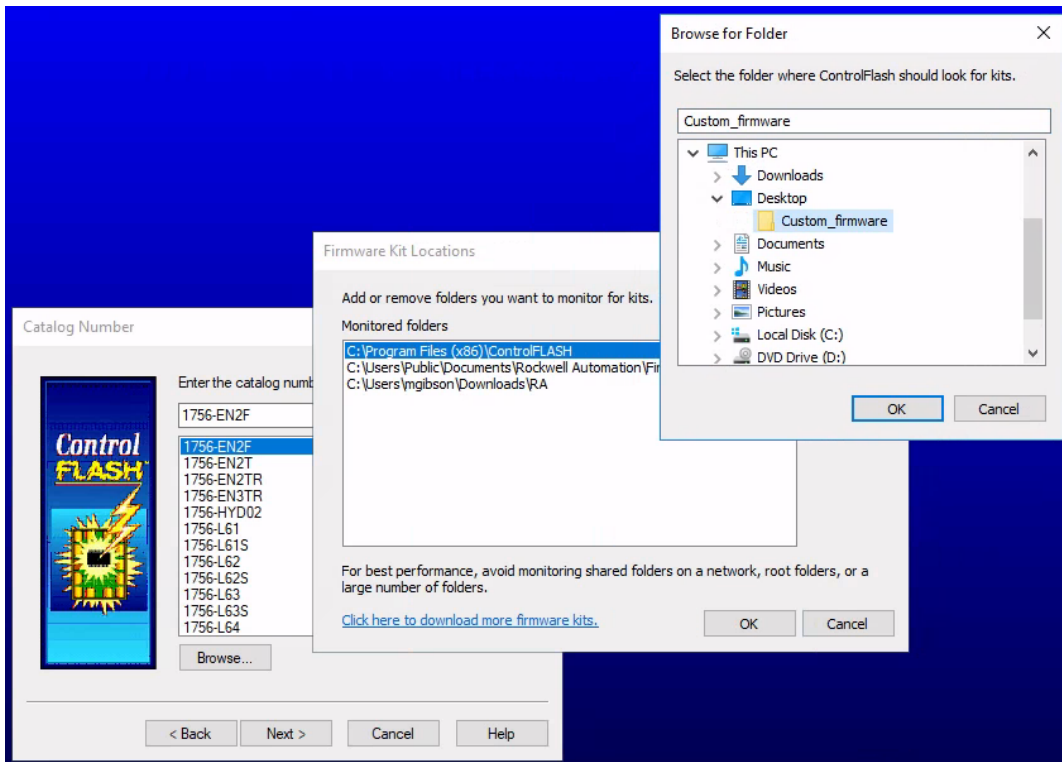 Browse for Folder
Select the folder where ControlFlash should look for kits.
Custom_firmware
This PC
Downloads
Desktop
Custom_firmware
Documents
Music
Videos
Pictures
Local Disk (C:)
DVD Drive (D:)
OK Cancel
Firmware Kit Locations
Add or remove folders you want to monitor for kits.
Monitored folders
C:\Program Files (x86)\ControlFLASH
C:\Users\Public\Documents\Rockwell Automation\Fir
C:\Users\mgibson\Downloads\RA
For best performance, avoid monitoring shared folders on a network, root folders, or a
large number of folders.
Click here to download more firmware kits.
OK Cancel
Catalog Number
Control
FLASH
Enter the catalog numb
1756-EN2F
1756-EN2F
1756-EN2T
1756-EN2TR
1756-EN3TR
1756-HYD02
1756-L61
1756-L61S
1756-L62
1756-L62S
1756-L63
1756-L63S
1756-L64
Browse...
< Back Next > Cancel Help